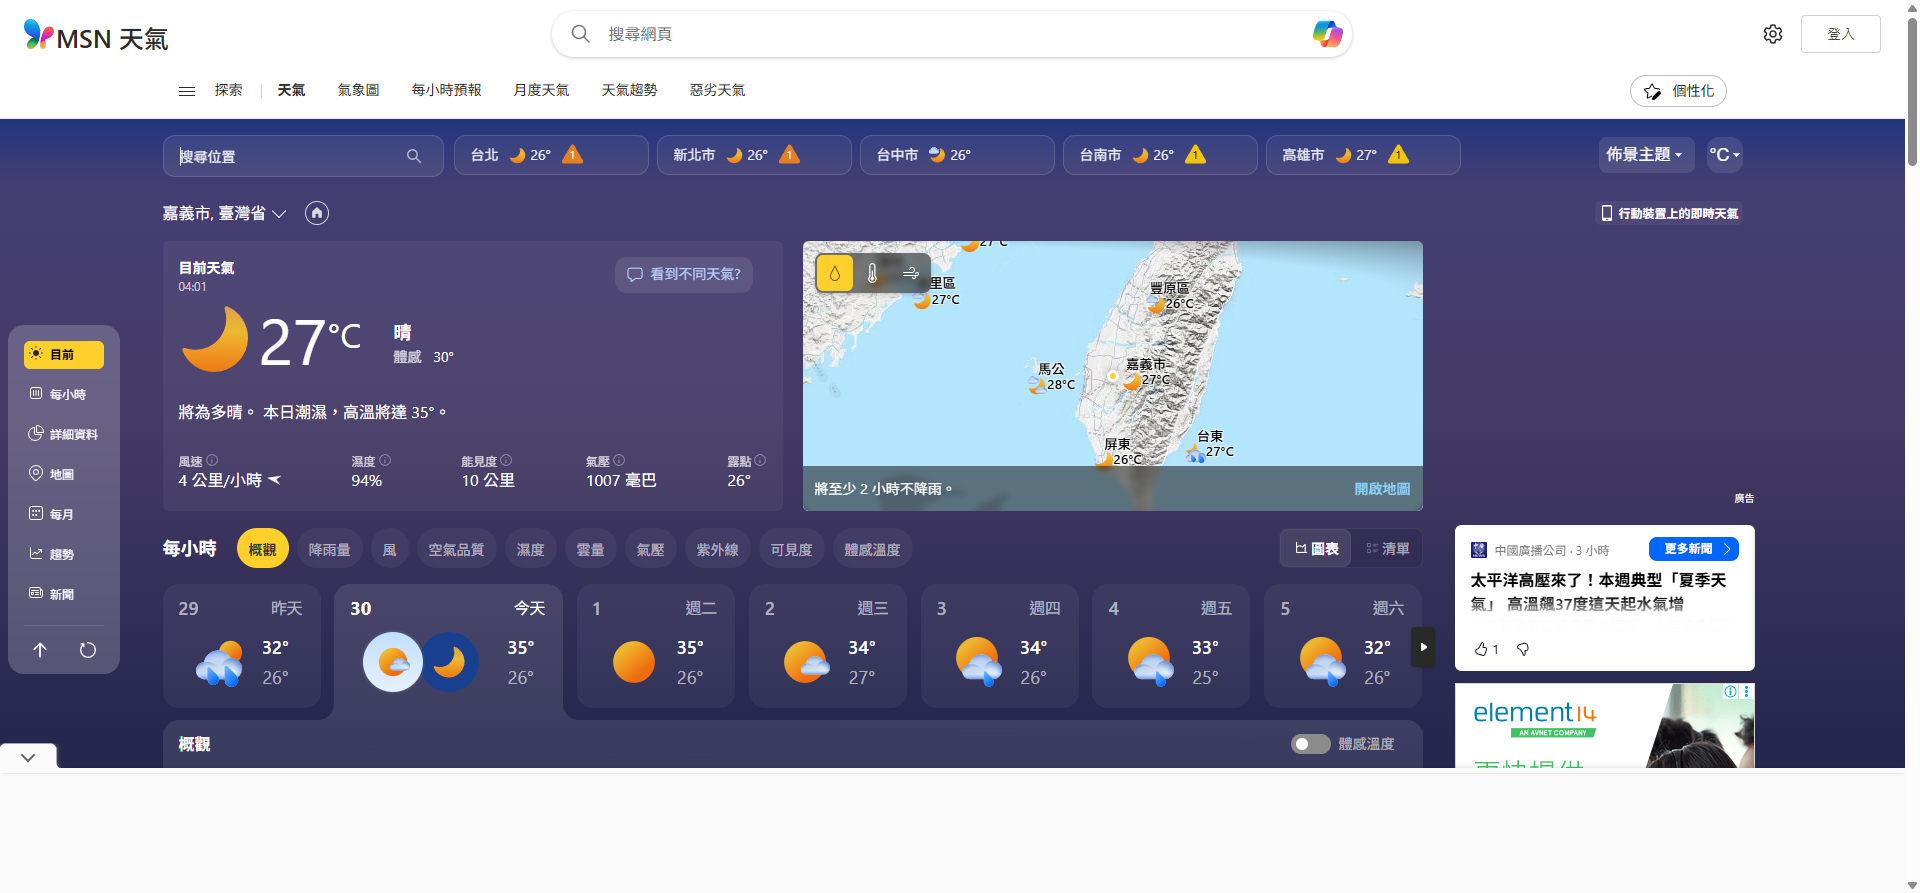 MSN 天氣
搜尋網頁
登入
探索
天氣
氣象圖
每小時預報
月度天氣
天氣趨勢
惡劣天氣
個性化
搜尋位置
台北 26° 1
新北市 26° 1
台中市 26°
台南市 26° 1
高雄市 27° 1
佈景主題
°C
嘉義市, 臺灣省
行動裝置上的即時天氣
目前天氣
04:01
看到不同天氣?
27°C
晴
體感 30°
將為多晴。 本日潮濕，高溫將達 35°。
風速
4 公里/小時
濕度
94%
能見度
10 公里
氣壓
1007 毫巴
露點
26°
27°C
里區
27°C
豐原區
26°C
馬公
28°C
嘉義市
27°C
屏東
26°C
台東
27°C
將至少 2 小時不降雨。
開啟地圖
目前
每小時
詳細資料
地圖
每月
趨勢
新聞
廣告
每小時
概觀
降雨量
風
空氣品質
濕度
雲量
氣壓
紫外線
可見度
體感溫度
圖表
清單
29 昨天
32°
26°
30 今天
35°
26°
1 週二
35°
26°
2 週三
34°
27°
3 週四
34°
26°
4 週五
33°
25°
5 週六
32°
26°
概觀
體感溫度
中國廣播公司 · 3 小時
更多新聞
太平洋高壓來了！本週典型「夏季天
氣」 高溫飆37度這天起水氣增
1
element14
AN AVNET COMPANY